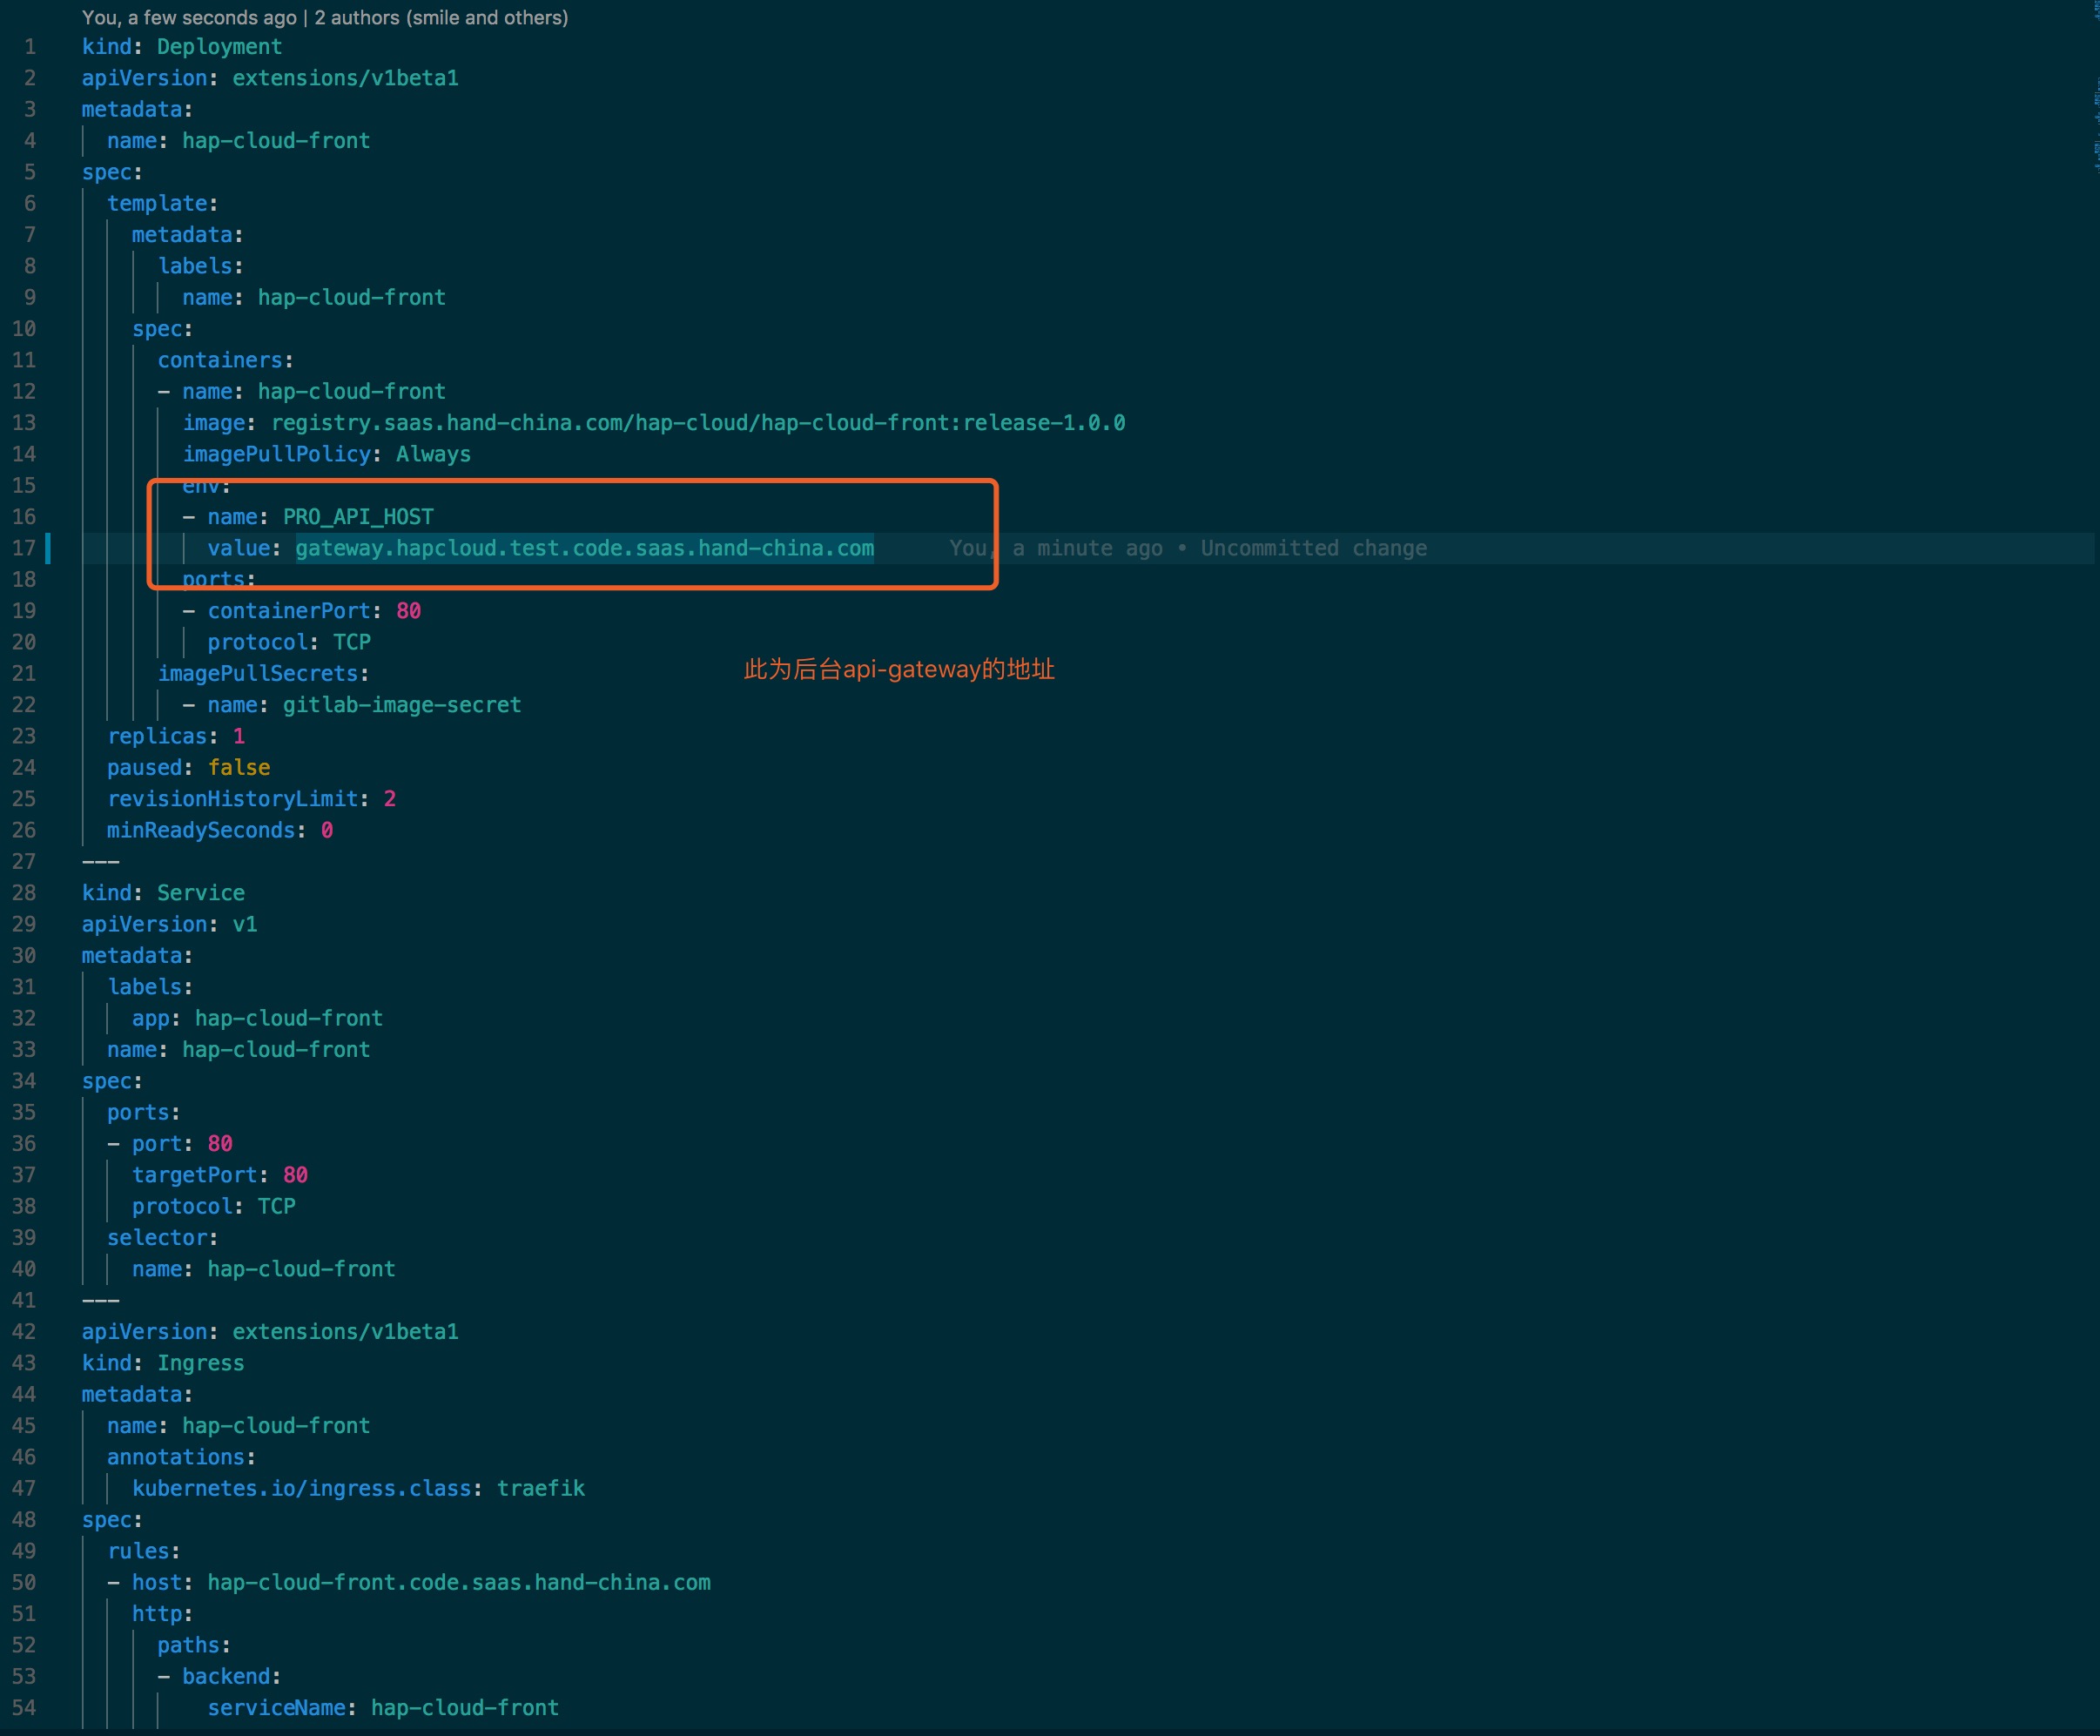 You, a few seconds ago | 2 authors (smile and others)
1 kind: Deployment
2 apiVersion: extensions/v1beta1
3 metadata:
4   name: hap-cloud-front
5 spec:
6   template:
7     metadata:
8       labels:
9         name: hap-cloud-front
10     spec:
11       containers:
12       - name: hap-cloud-front
13         image: registry.saas.hand-china.com/hap-cloud/hap-cloud-front:release-1.0.0
14         imagePullPolicy: Always
15         env:
16         - name: PRO_API_HOST
17           value: gateway.hapcloud.test.code.saas.hand-china.com You, a minute ago • Uncommitted change
18         ports:
19         - containerPort: 80
20           protocol: TCP
此为后台api-gateway的地址
21       imagePullSecrets:
22         - name: gitlab-image-secret
23   replicas: 1
24   paused: false
25   revisionHistoryLimit: 2
26   minReadySeconds: 0
27 ---
28 kind: Service
29 apiVersion: v1
30 metadata:
31   labels:
32     app: hap-cloud-front
33   name: hap-cloud-front
34 spec:
35   ports:
36   - port: 80
37     targetPort: 80
38     protocol: TCP
39   selector:
40     name: hap-cloud-front
41 ---
42 apiVersion: extensions/v1beta1
43 kind: Ingress
44 metadata:
45   name: hap-cloud-front
46   annotations:
47     kubernetes.io/ingress.class: traefik
48 spec:
49   rules:
50   - host: hap-cloud-front.code.saas.hand-china.com
51     http:
52       paths:
53       - backend:
54           serviceName: hap-cloud-front